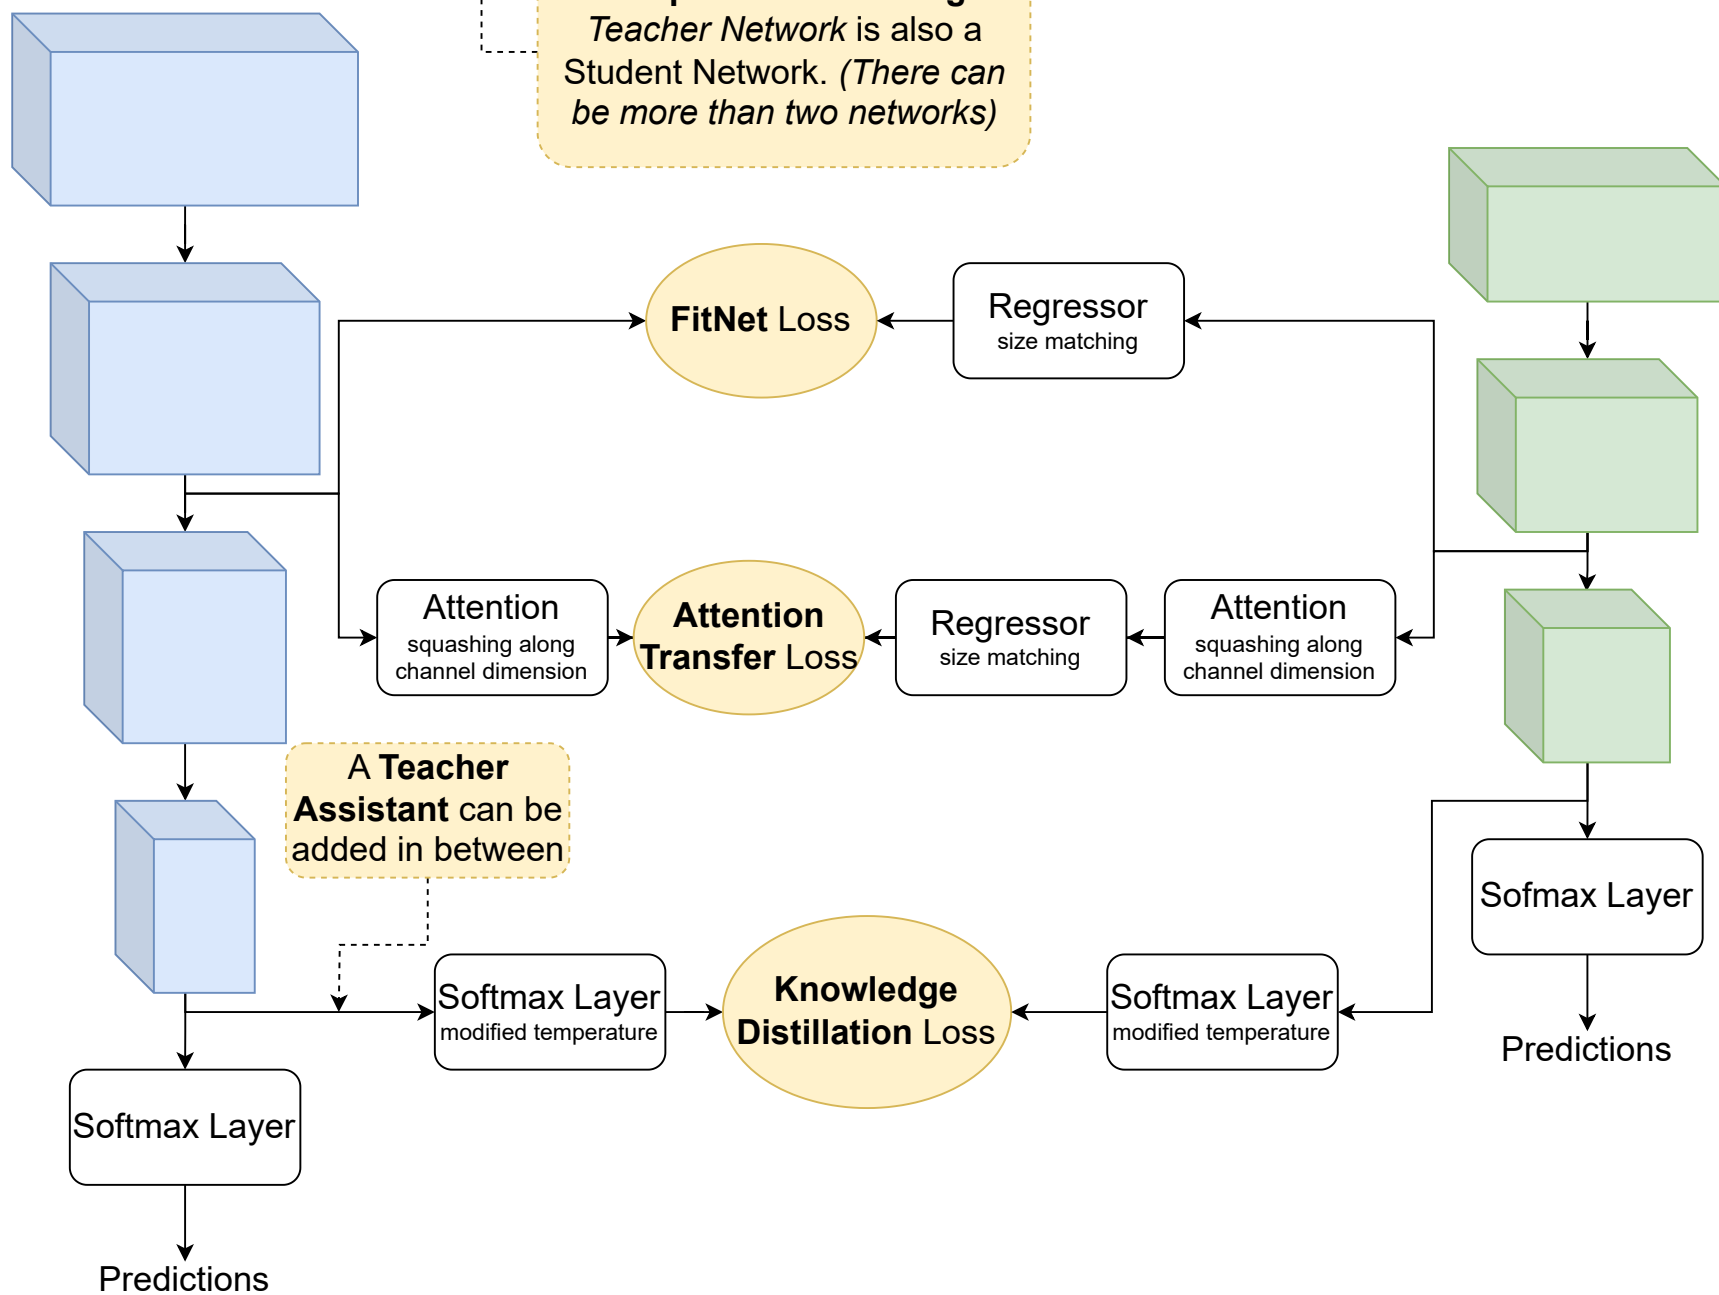 Teacher Network is also a
Student Network. (There can
be more than two networks)
FitNet Loss
Regressor
size matching
Attention
squashing along
channel dimension
Attention
Transfer Loss
Regressor
size matching
Attention
squashing along
channel dimension
A Teacher
Assistant can be
added in between
Sofmax Layer
Softmax Layer
modified temperature
Knowledge
Distillation Loss
Softmax Layer
modified temperature
Predictions
Softmax Layer
Predictions